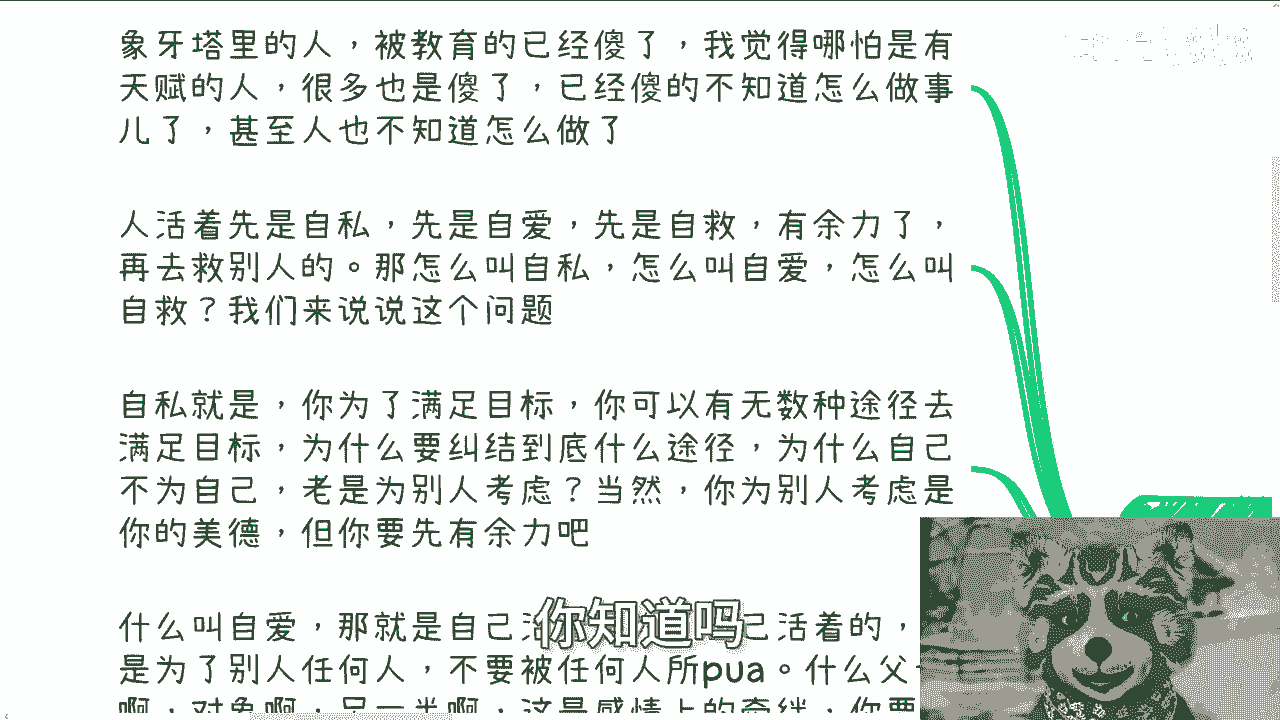 象牙塔里的人，被教育的已经傻了，我觉得哪怕是有
天赋的人，很多也是傻了，已经傻的不知道怎么做事
儿了，甚至人也不知道怎么做了
人活着先是自私，先是自爱，先是自救，有余力了，
再去救别人的。那怎么叫自私，怎么叫自爱，怎么叫
自救？我们来说说这个问题
自私就是，你为了满足目标，你可以有无数种途径去
满足目标，为什么要纠结到底什么途径，为什么自己
不为自己，老是为别人考虑？当然，你为别人考虑是
你的美德，但你要先有余力吧
什么叫自爱，那就是自己 己活着的，
你知道吗
是为了别人任何人，不要被任何人所pua。什么父
啊，对象啊，另一半啊，这是感情上的牵绊，你要